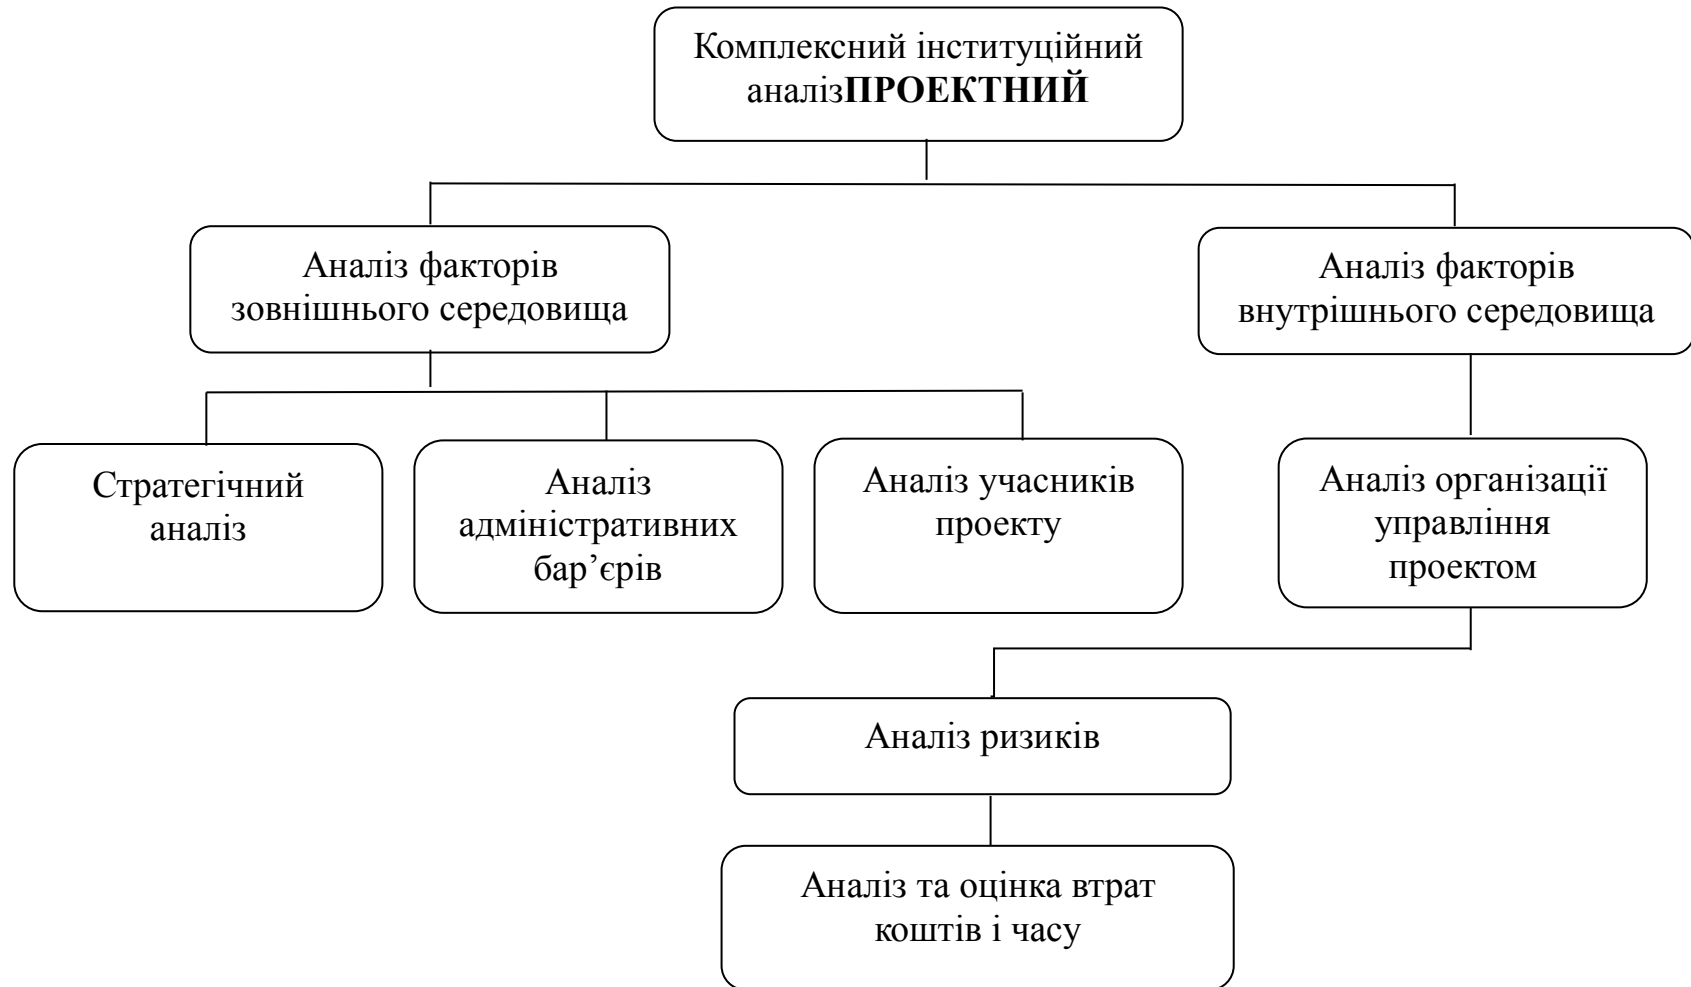 Комплексний інституційний
аналізПРОЕКТНИЙ
Аналіз факторів
зовнішнього середовища
Аналіз факторів
внутрішнього середовища
Стратегічний
аналіз
Аналіз
адміністративних
бар’єрів
Аналіз учасників
проекту
Аналіз організації
управління
проектом
Аналіз ризиків
Аналіз та оцінка втрат
коштів і часу